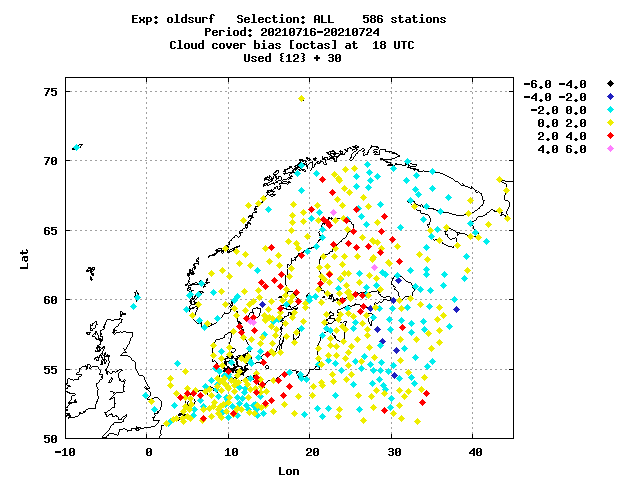 Exp: oldsurf   Selection: ALL    586 stations
Period: 20210716-20210724
Cloud cover bias [octas] at  18 UTC
Used {12} + 30
-6.0 -4.0
-4.0 -2.0
-2.0 0.0
0.0 2.0
2.0 4.0
4.0 6.0
75
70
65
60
55
50
Lat
-10 0 10 20 30 40
Lon